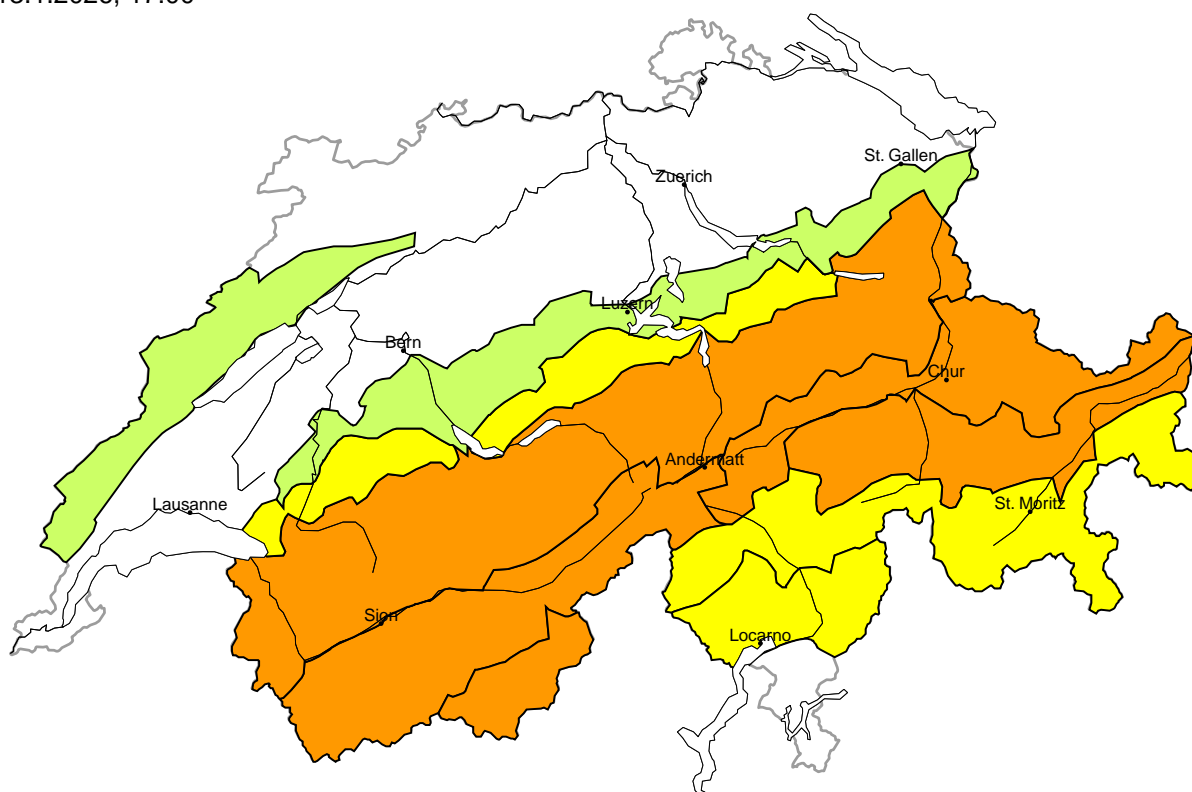 St. Gallen
Zuerich
Luzern
Bern
Chur
Andermatt
Lausanne
St. Moritz
Sion
Locarno